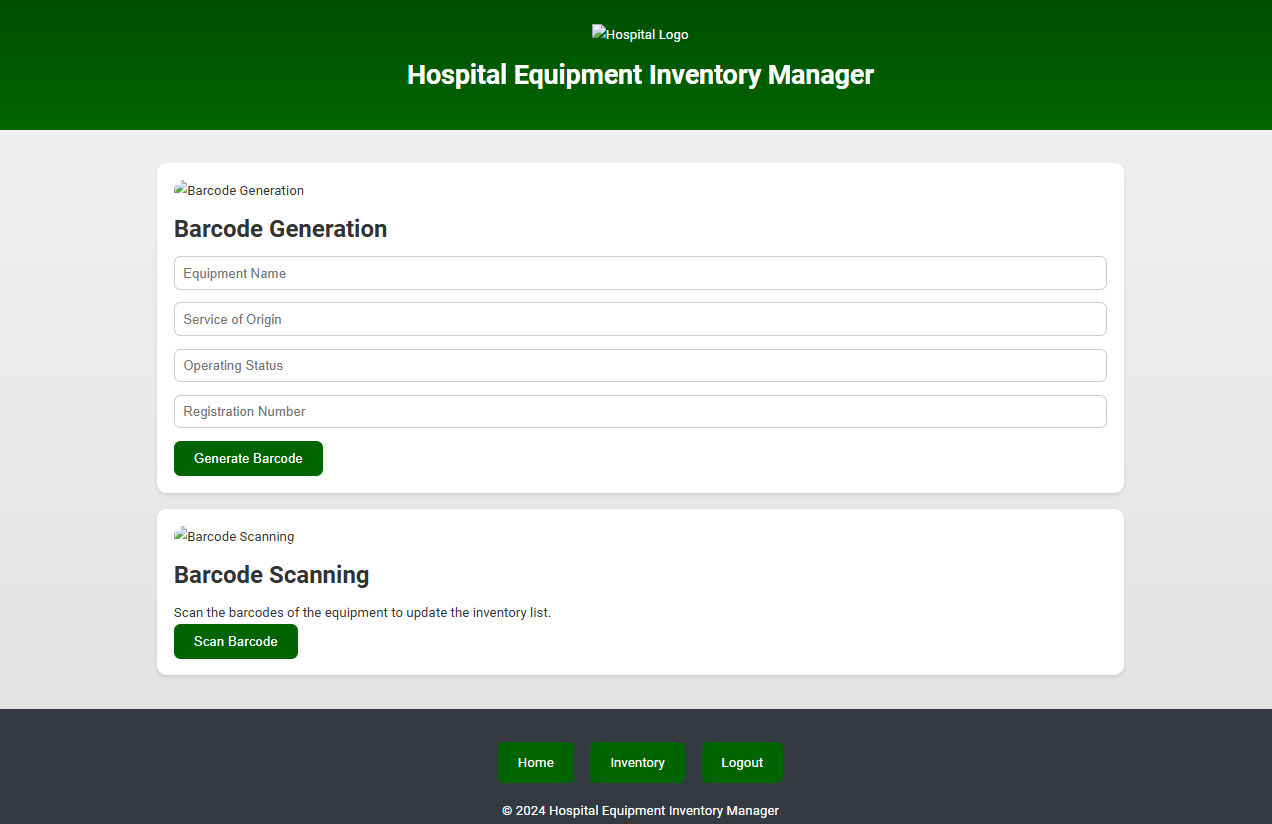 Hospital Logo
Hospital Equipment Inventory Manager
Barcode Generation
Barcode Generation
Equipment Name
Service of Origin
Operating Status
Registration Number
Generate Barcode
Barcode Scanning
Barcode Scanning
Scan the barcodes of the equipment to update the inventory list.
Scan Barcode
Home Inventory Logout
© 2024 Hospital Equipment Inventory Manager